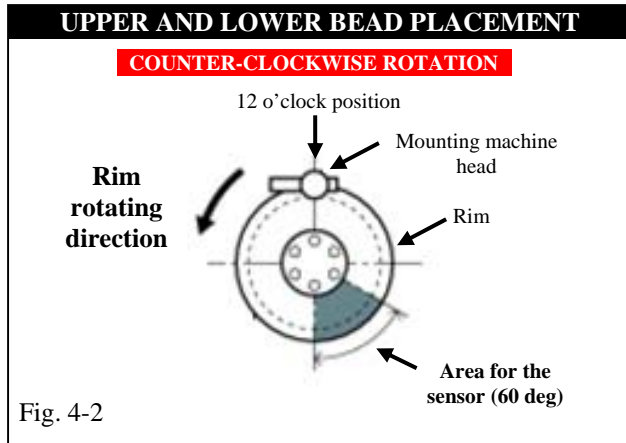 UPPER AND LOWER BEAD PLACEMENT
COUNTER-CLOCKWISE ROTATION
12 o’clock position
Mounting machine
head
Rim
rotating
direction
Rim
Area for the
sensor (60 deg)
Fig. 4-2